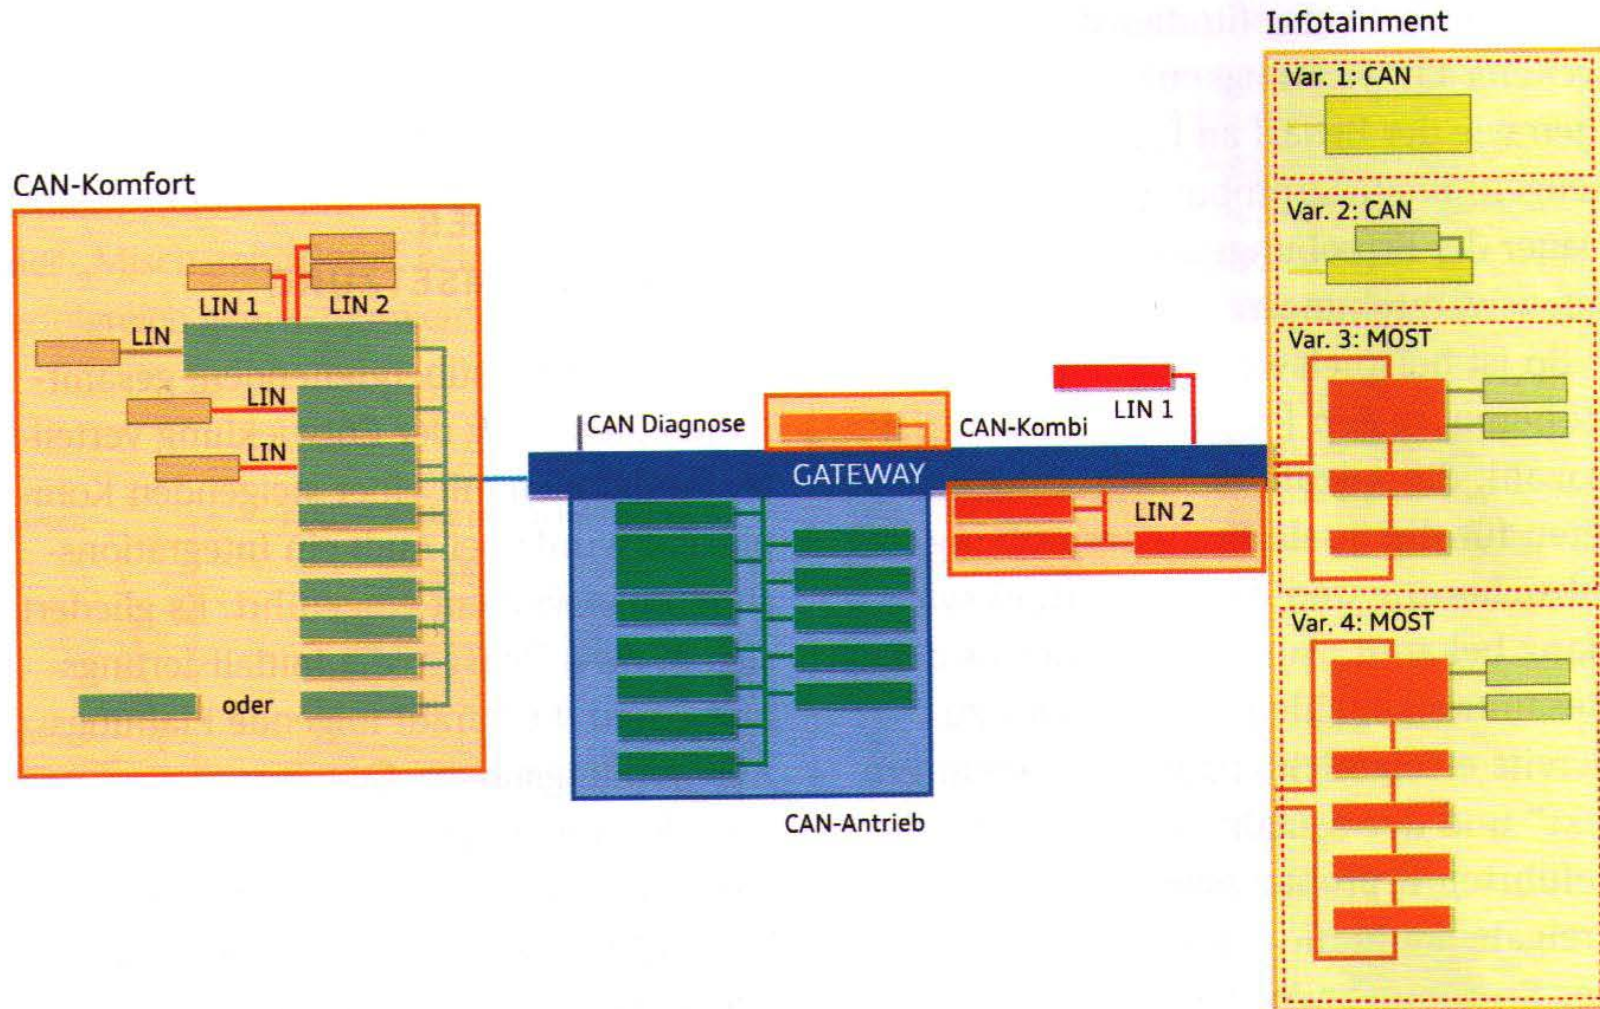 Infotainment
Var. 1: CAN
Var. 2: CAN
Var. 3: MOST
Var. 4: MOST
CAN-Komfort
LIN 1
LIN 2
LIN
LIN
LIN
oder
CAN Diagnose
CAN-Kombi
LIN 1
GATEWAY
LIN 2
CAN-Antrieb